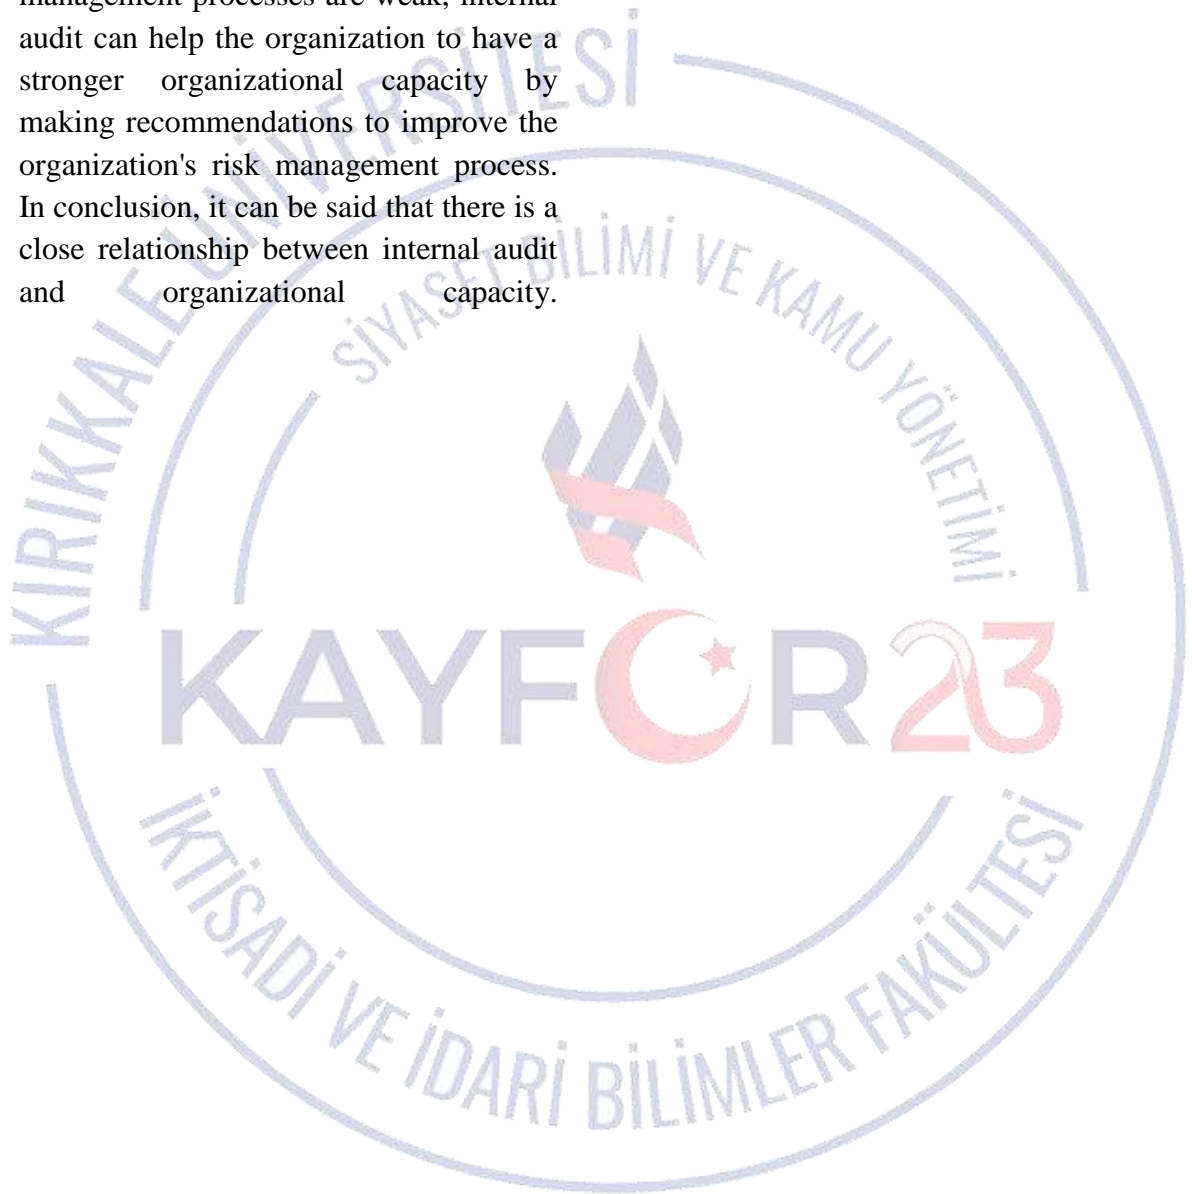 management processes are weak, internal
audit can help the organization to have a
stronger organizational capacity by
making recommendations to improve the
organization's risk management process.
In conclusion, it can be said that there is a
close relationship between internal audit
and organizational capacity.
KIRIKKALE ÜNİVERSİTESİ
SİYASET BİLİMİ VE KAMU YÖNETİMİ
KAYFOR 23
İKTİSADİ VE İDARİ BİLİMLER FAKÜLTESİ